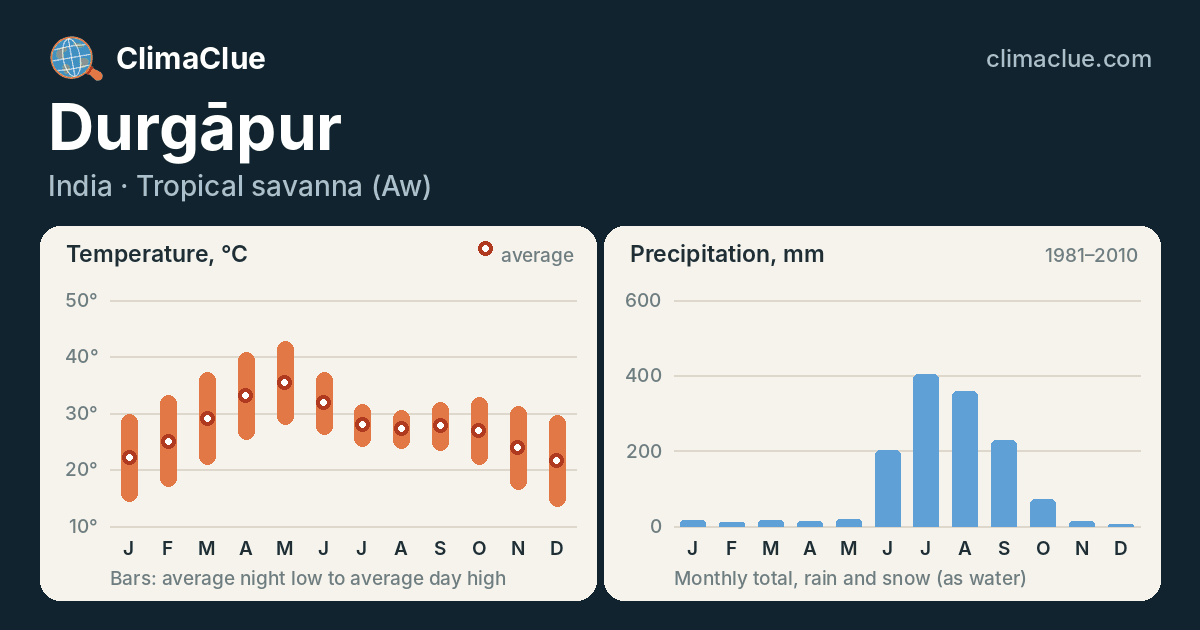 ClimaClue
climaclue.com
Durgāpur
India · Tropical savanna (Aw)
Temperature, °C
average
50°
40°
30°
20°
10°
J F M A M J J A S O N D
Bars: average night low to average day high
Precipitation, mm
1981–2010
600
400
200
0
J F M A M J J A S O N D
Monthly total, rain and snow (as water)